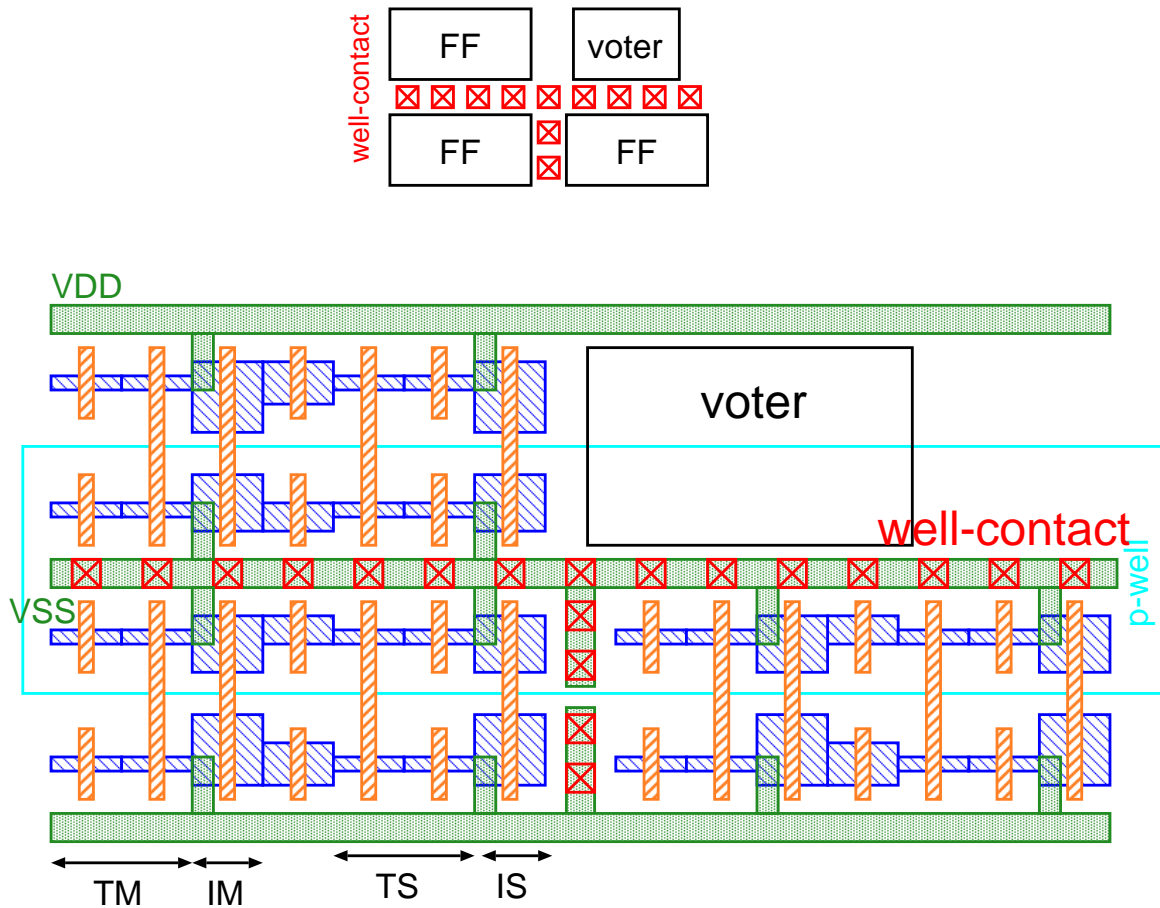 FF
voter
well-contact
FF
FF
VDD
voter
well-contact
p-well
VSS
TM
IM
TS
IS